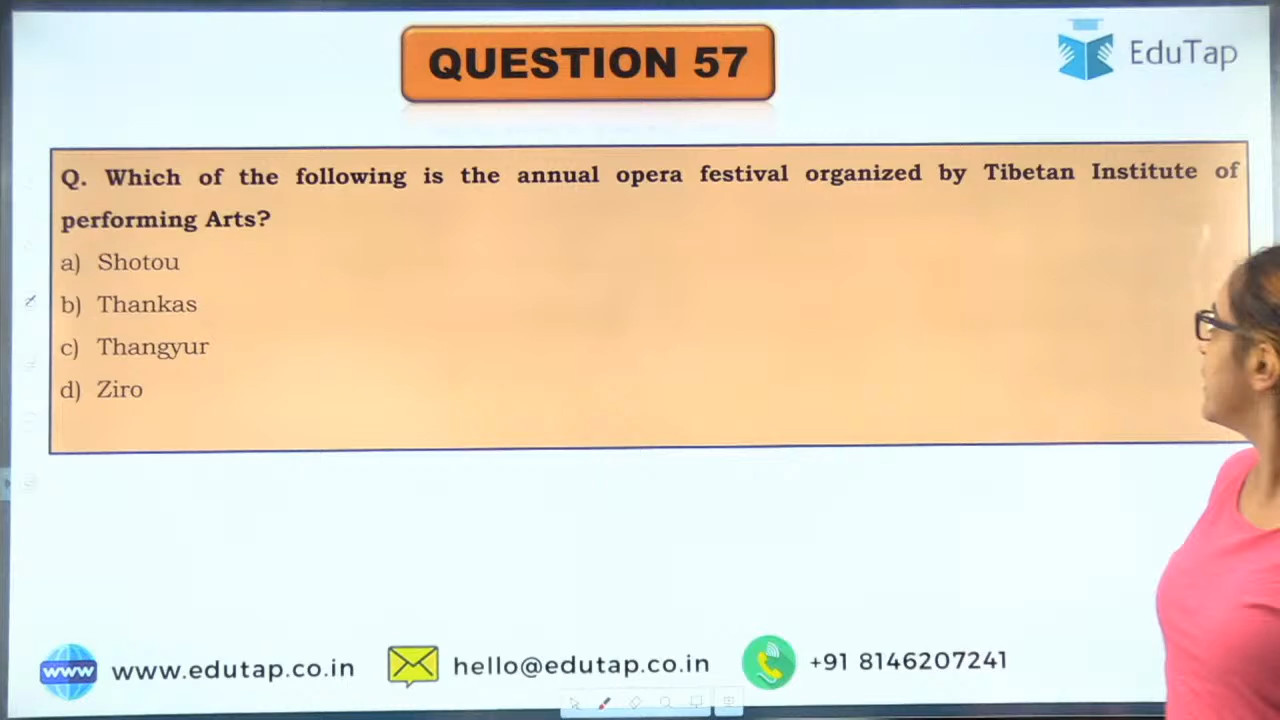 QUESTION 57
EduTap
Q. Which of the following is the annual opera festival organized by Tibetan Institute of
performing Arts?
a) Shotou
b) Thankas
c) Thangyur
d) Ziro
www www.edutap.co.in hello@edutap.co.in +91 8146207241